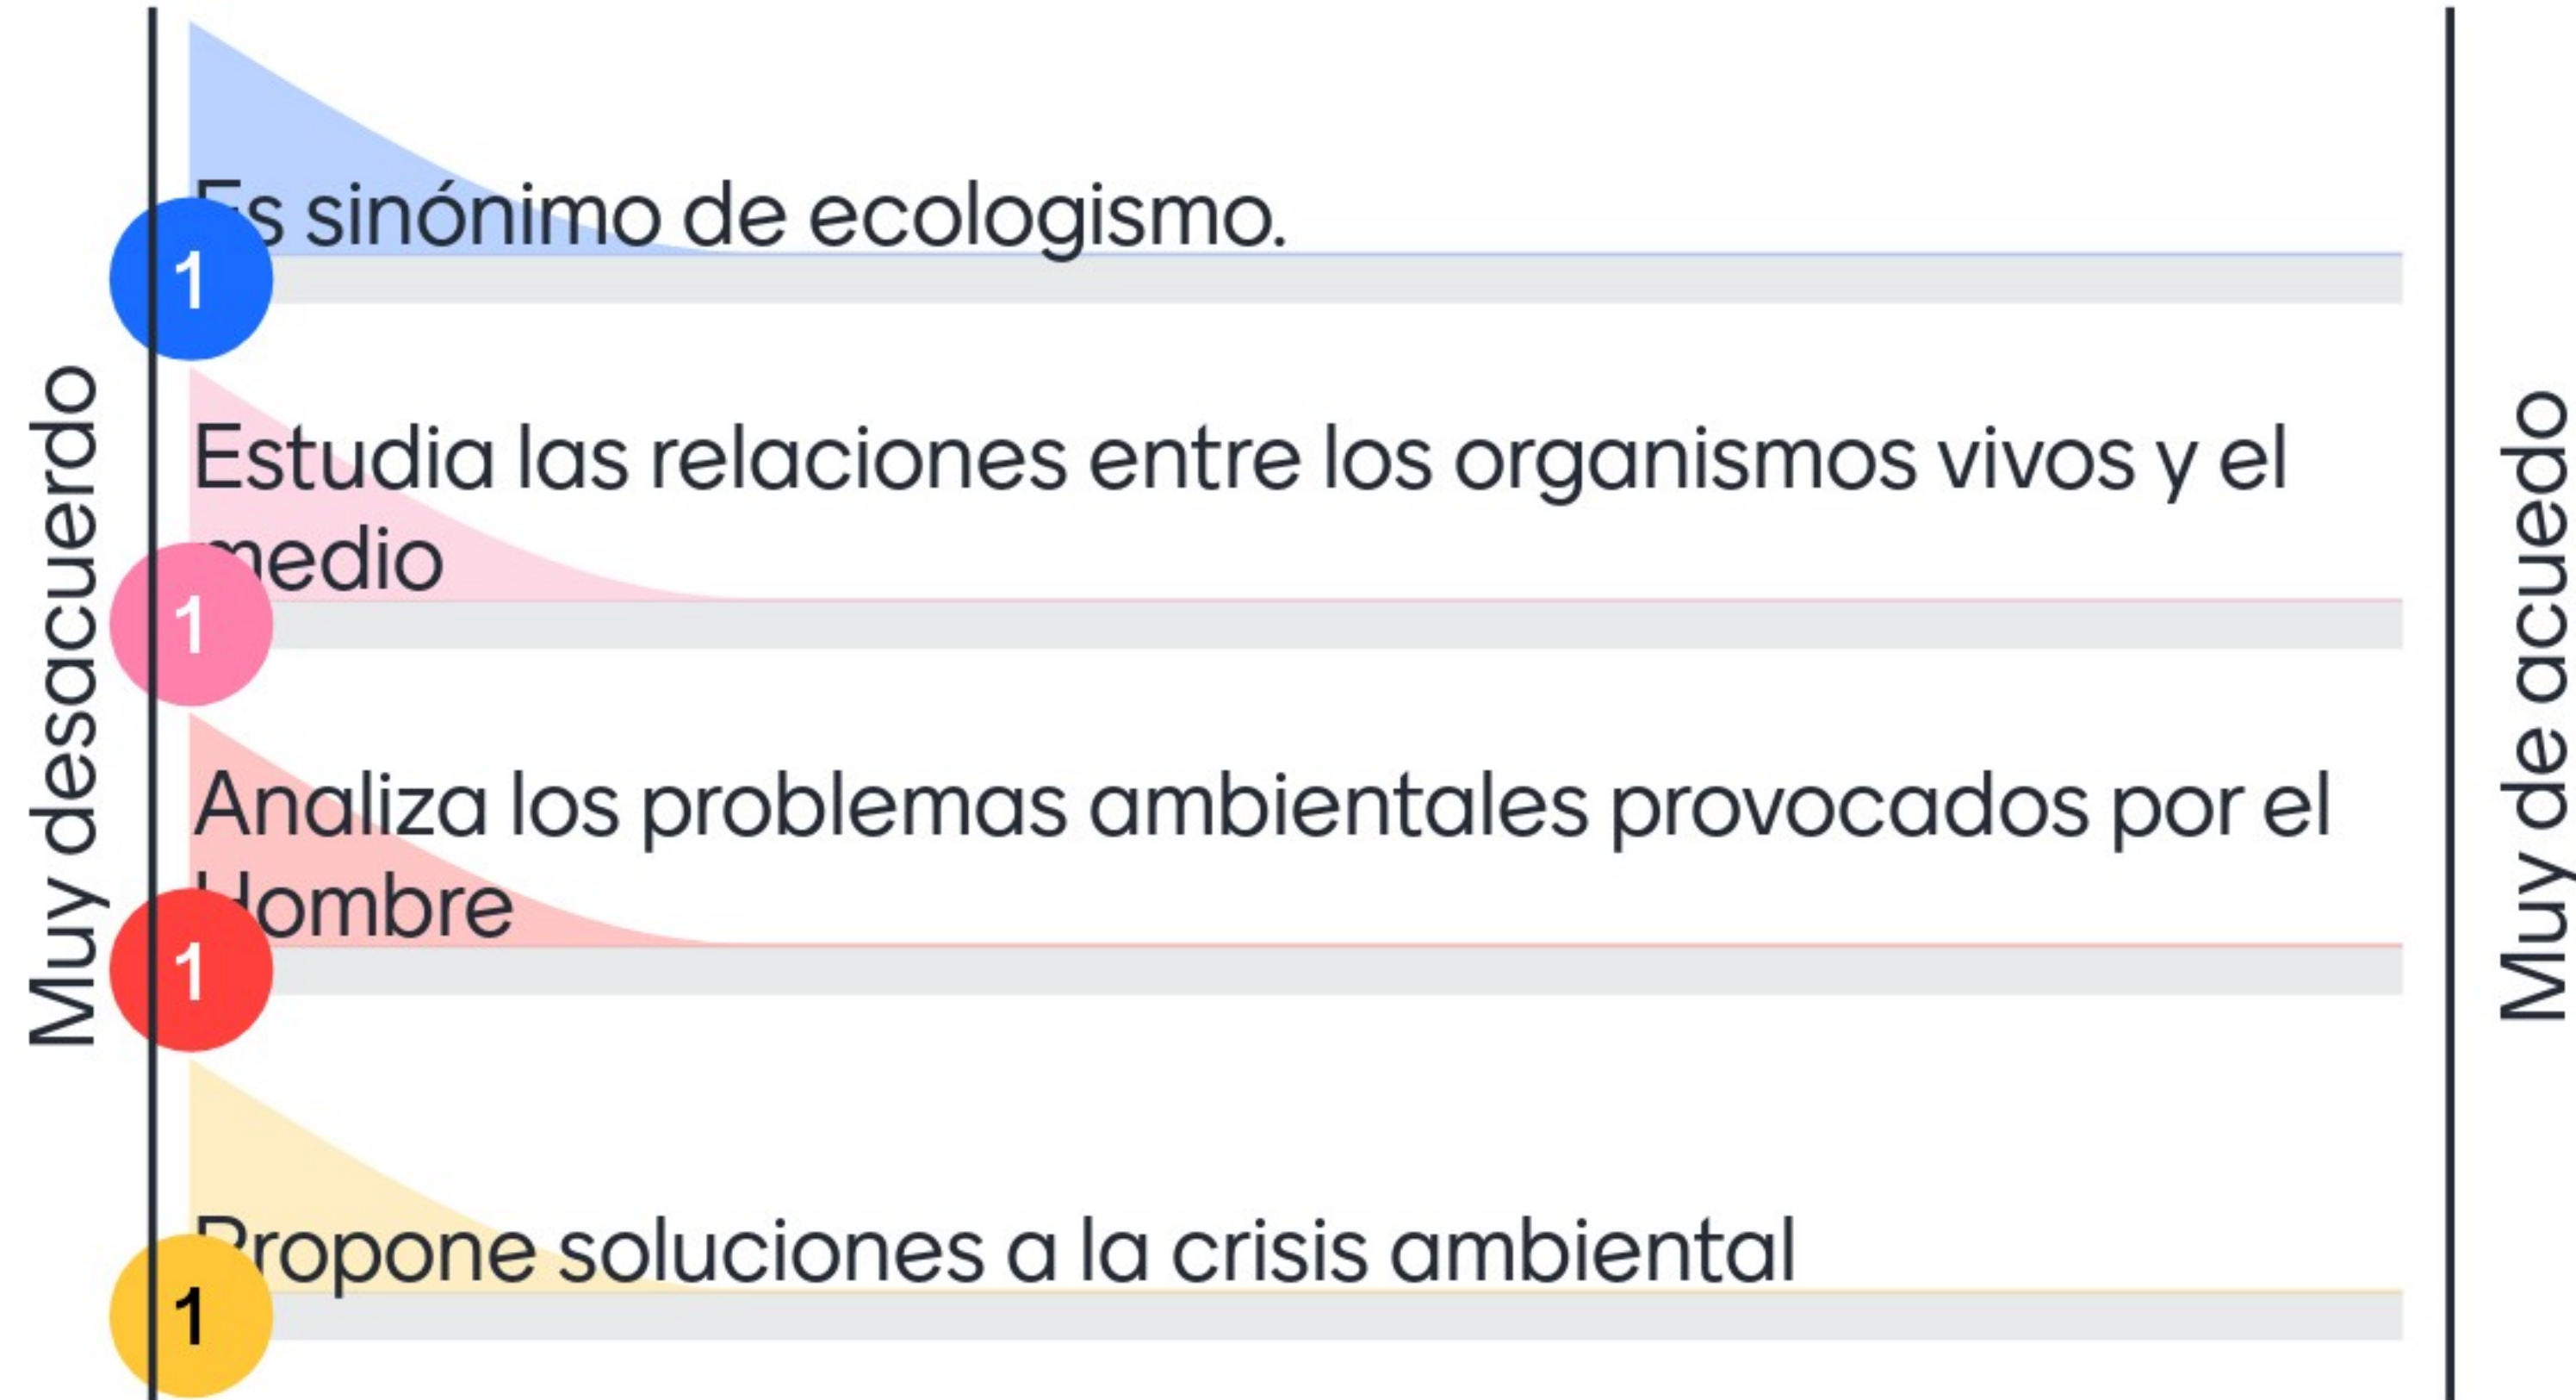 Muy desacuerdo
Es sinónimo de ecologismo.
1
Estudia las relaciones entre los organismos vivos y el
medio
1
Analiza los problemas ambientales provocados por el
Hombre
1
Propone soluciones a la crisis ambiental
1
Muy de acuedo